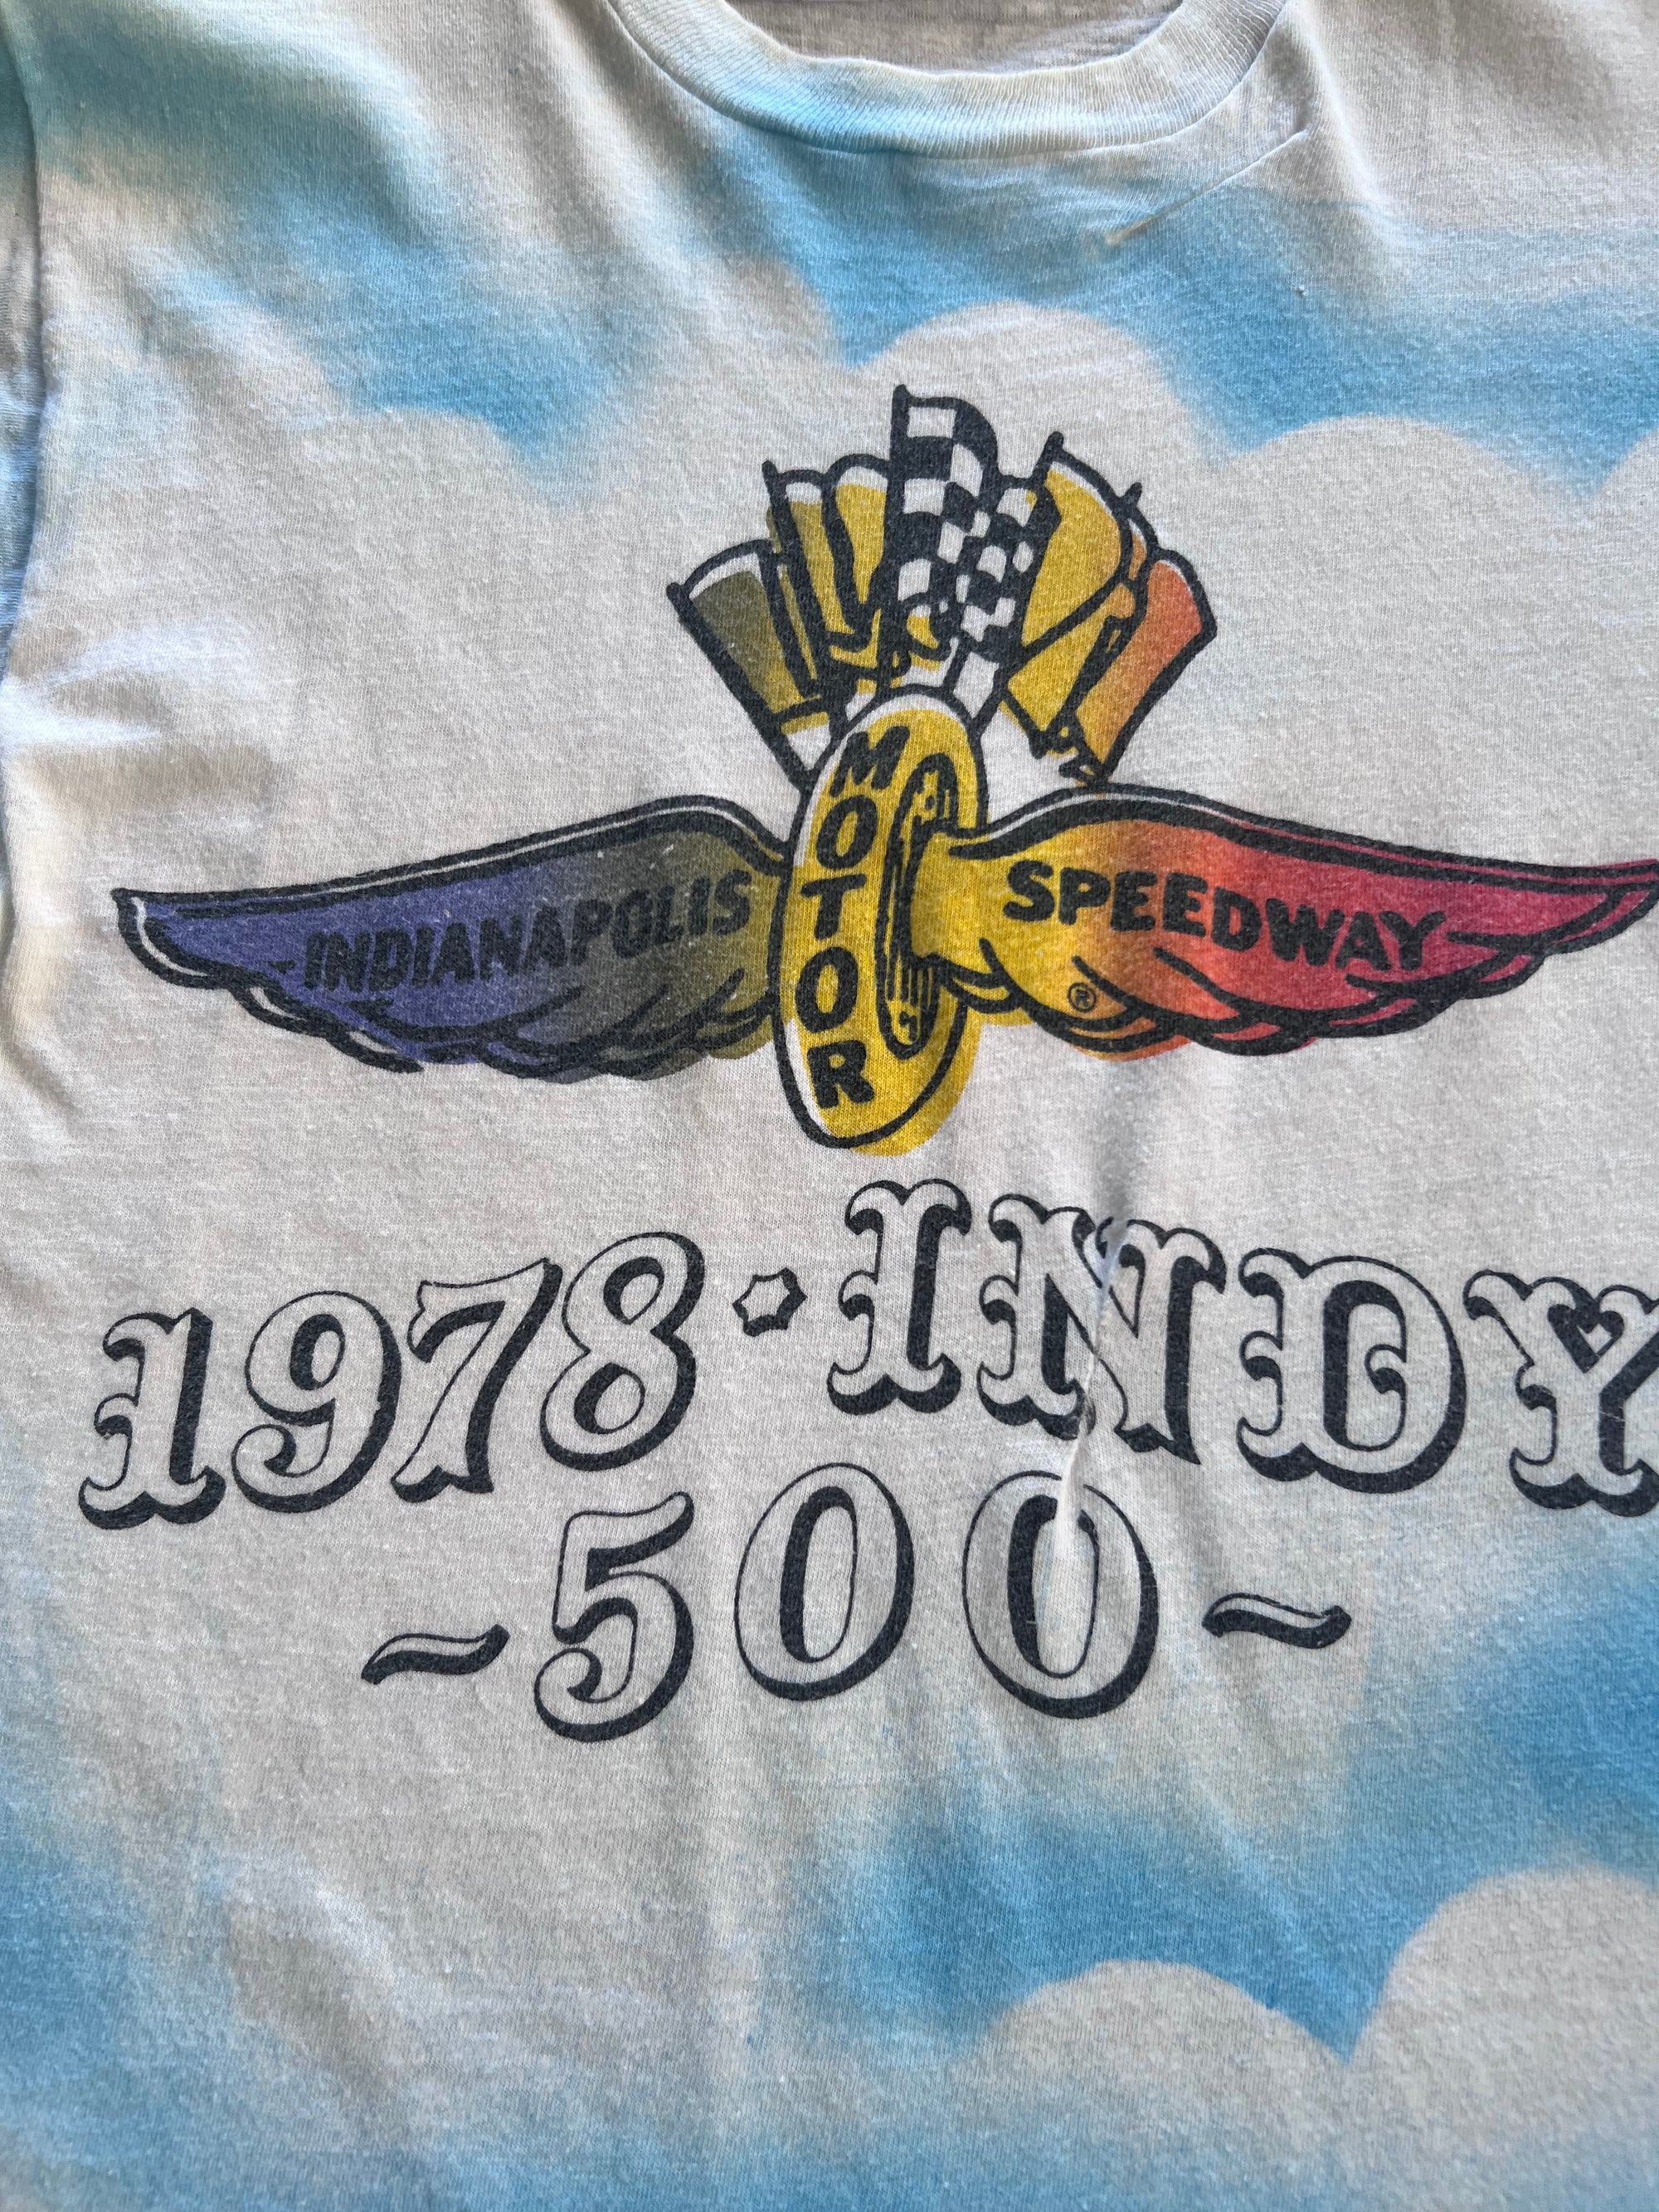 INDIANAPOLIS
MOTOR
SPEEDWAY
®
1978 · INDY
~500~